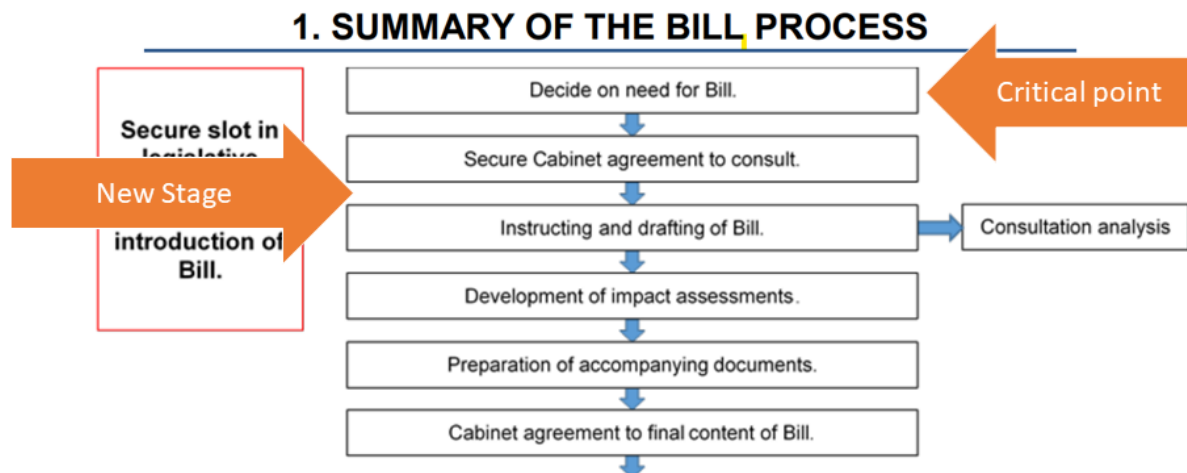 1. SUMMARY OF THE BILL PROCESS
Decide on need for Bill.
Critical point
Secure slot in
legislative
New Stage
introduction of
Bill.
Secure Cabinet agreement to consult.
Instructing and drafting of Bill.
Consultation analysis
Development of impact assessments.
Preparation of accompanying documents.
Cabinet agreement to final content of Bill.